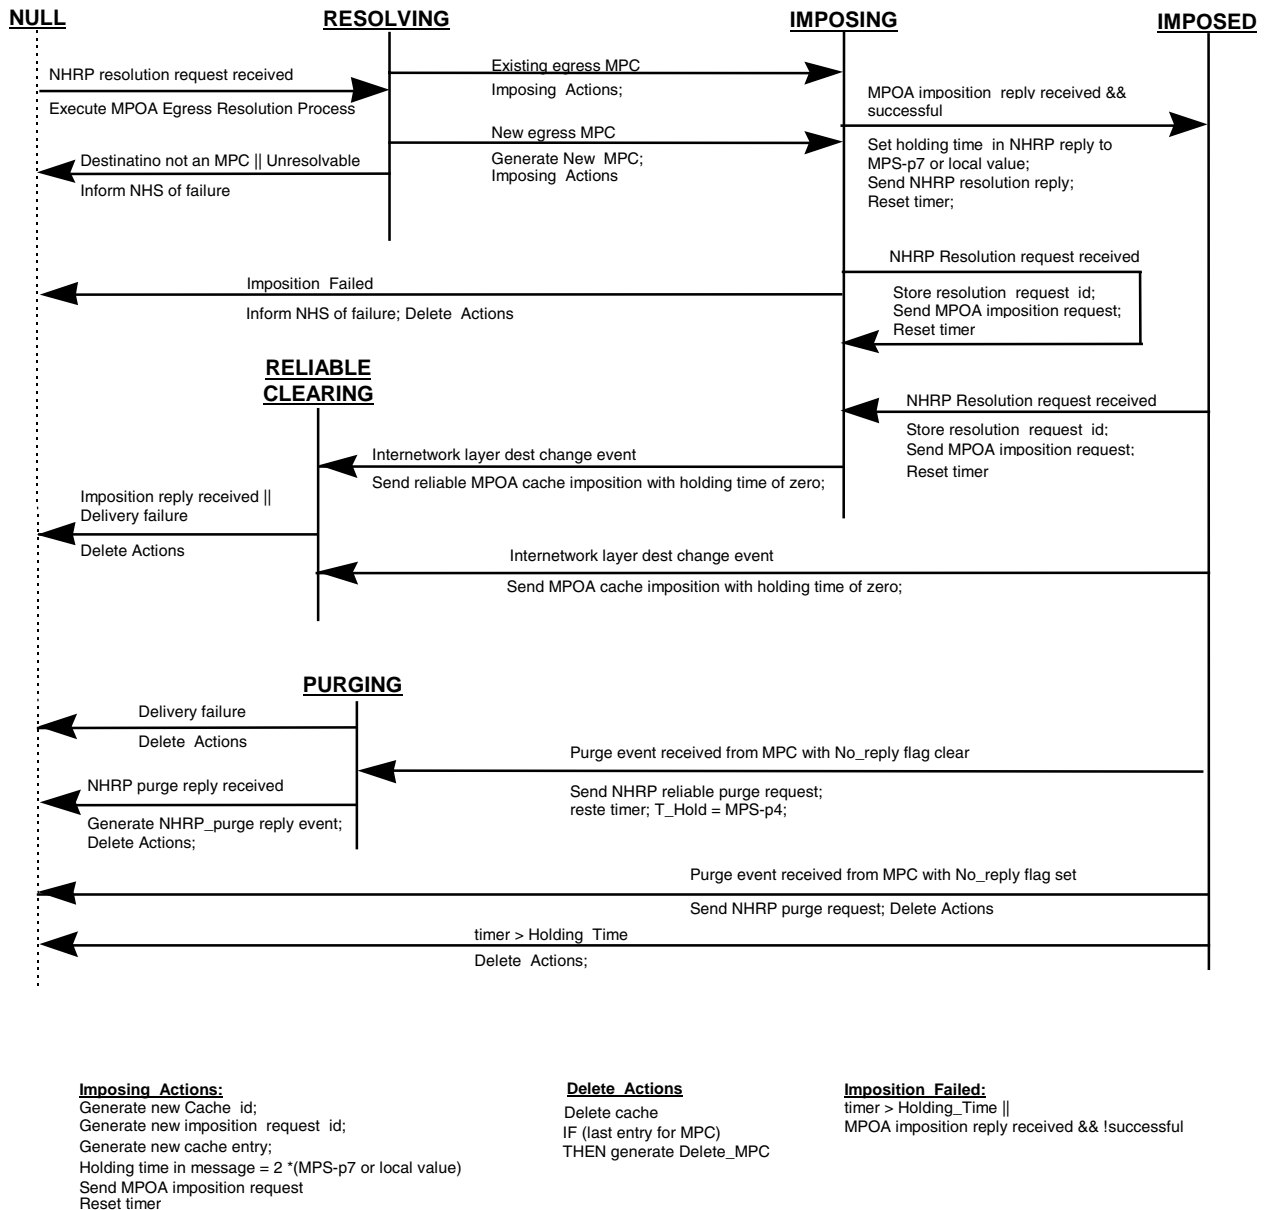 NULL
RESOLVING
IMPOSING
IMPOSED
NHRP resolution request received
Execute MPOA Egress Resolution Process
Existing egress MPC
Imposing Actions;
New egress MPC
Generate New MPC;
Imposing Actions
Destinatino not an MPC || Unresolvable
Inform NHS of failure
MPOA imposition reply received &&
successful
Set holding time in NHRP reply to
MPS-p7 or local value;
Send NHRP resolution reply;
Reset timer;
NHRP Resolution request received
Store resolution request id;
Send MPOA imposition request;
Reset timer
Imposition Failed
Inform NHS of failure; Delete Actions
RELIABLE
CLEARING
NHRP Resolution request received
Store resolution request id;
Send MPOA imposition request;
Reset timer
Internetwork layer dest change event
Send reliable MPOA cache imposition with holding time of zero;
Imposition reply received ||
Delivery failure
Delete Actions
Internetwork layer dest change event
Send MPOA cache imposition with holding time of zero;
PURGING
Delivery failure
Delete Actions
Purge event received from MPC with No_reply flag clear
Send NHRP reliable purge request;
reste timer; T_Hold = MPS-p4;
NHRP purge reply received
Generate NHRP_purge reply event;
Delete Actions;
Purge event received from MPC with No_reply flag set
Send NHRP purge request; Delete Actions
timer > Holding Time
Delete Actions;
Imposing Actions:
Generate new Cache id;
Generate new imposition request id;
Generate new cache entry;
Holding time in message = 2 *(MPS-p7 or local value)
Send MPOA imposition request
Reset timer
Delete Actions
Delete cache
IF (last entry for MPC)
THEN generate Delete_MPC
Imposition Failed:
timer > Holding_Time ||
MPOA imposition reply received && !successful